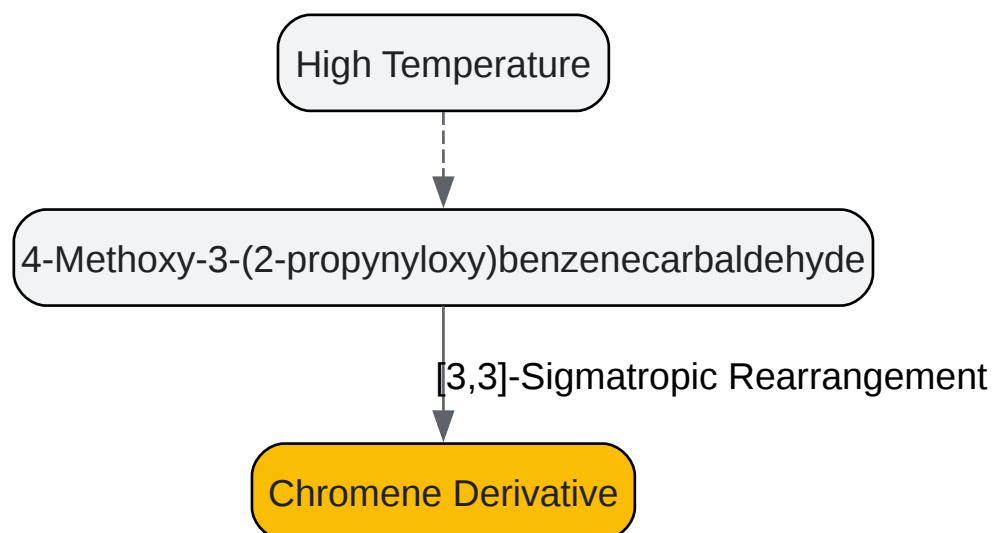 High Temperature
4-Methoxy-3-(2-propynyloxy)benzenecarbaldehyde
[3,3]-Sigmatropic Rearrangement
Chromene Derivative